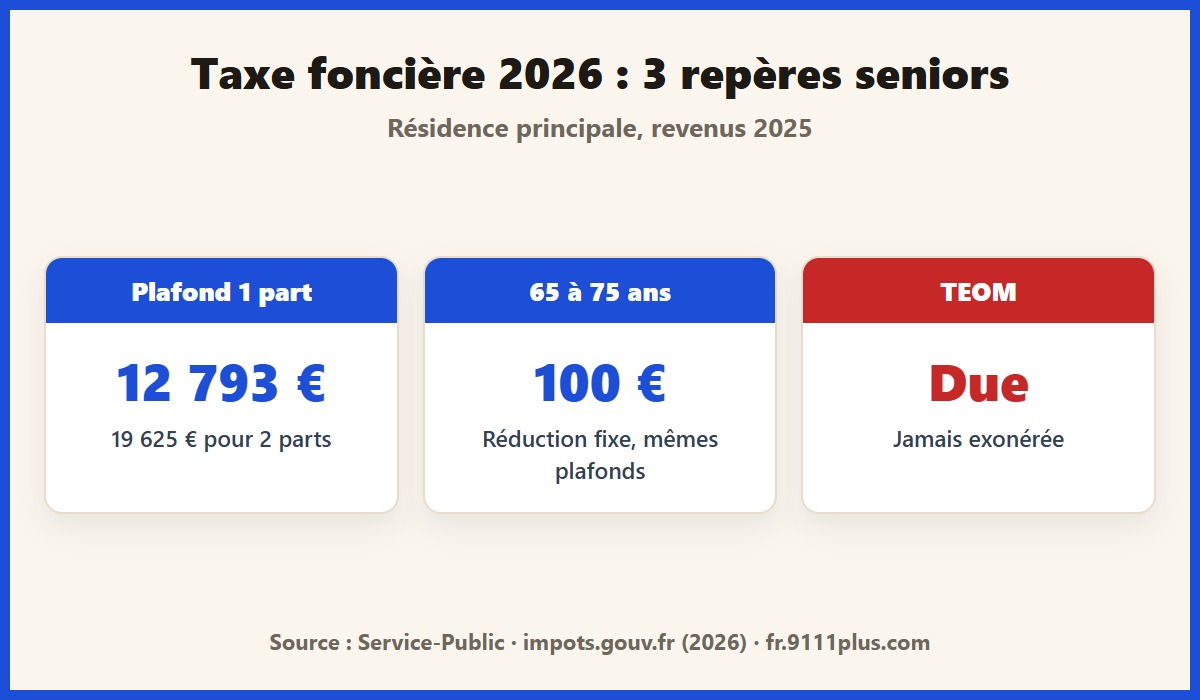 Taxe foncière 2026 : 3 repères seniors
Résidence principale, revenus 2025
Plafond 1 part
12 793 €
19 625 € pour 2 parts
65 à 75 ans
100 €
Réduction fixe, mêmes
plafonds
TEOM
Due
Jamais exonérée
Source : Service-Public · impots.gouv.fr (2026) · fr.9111plus.com